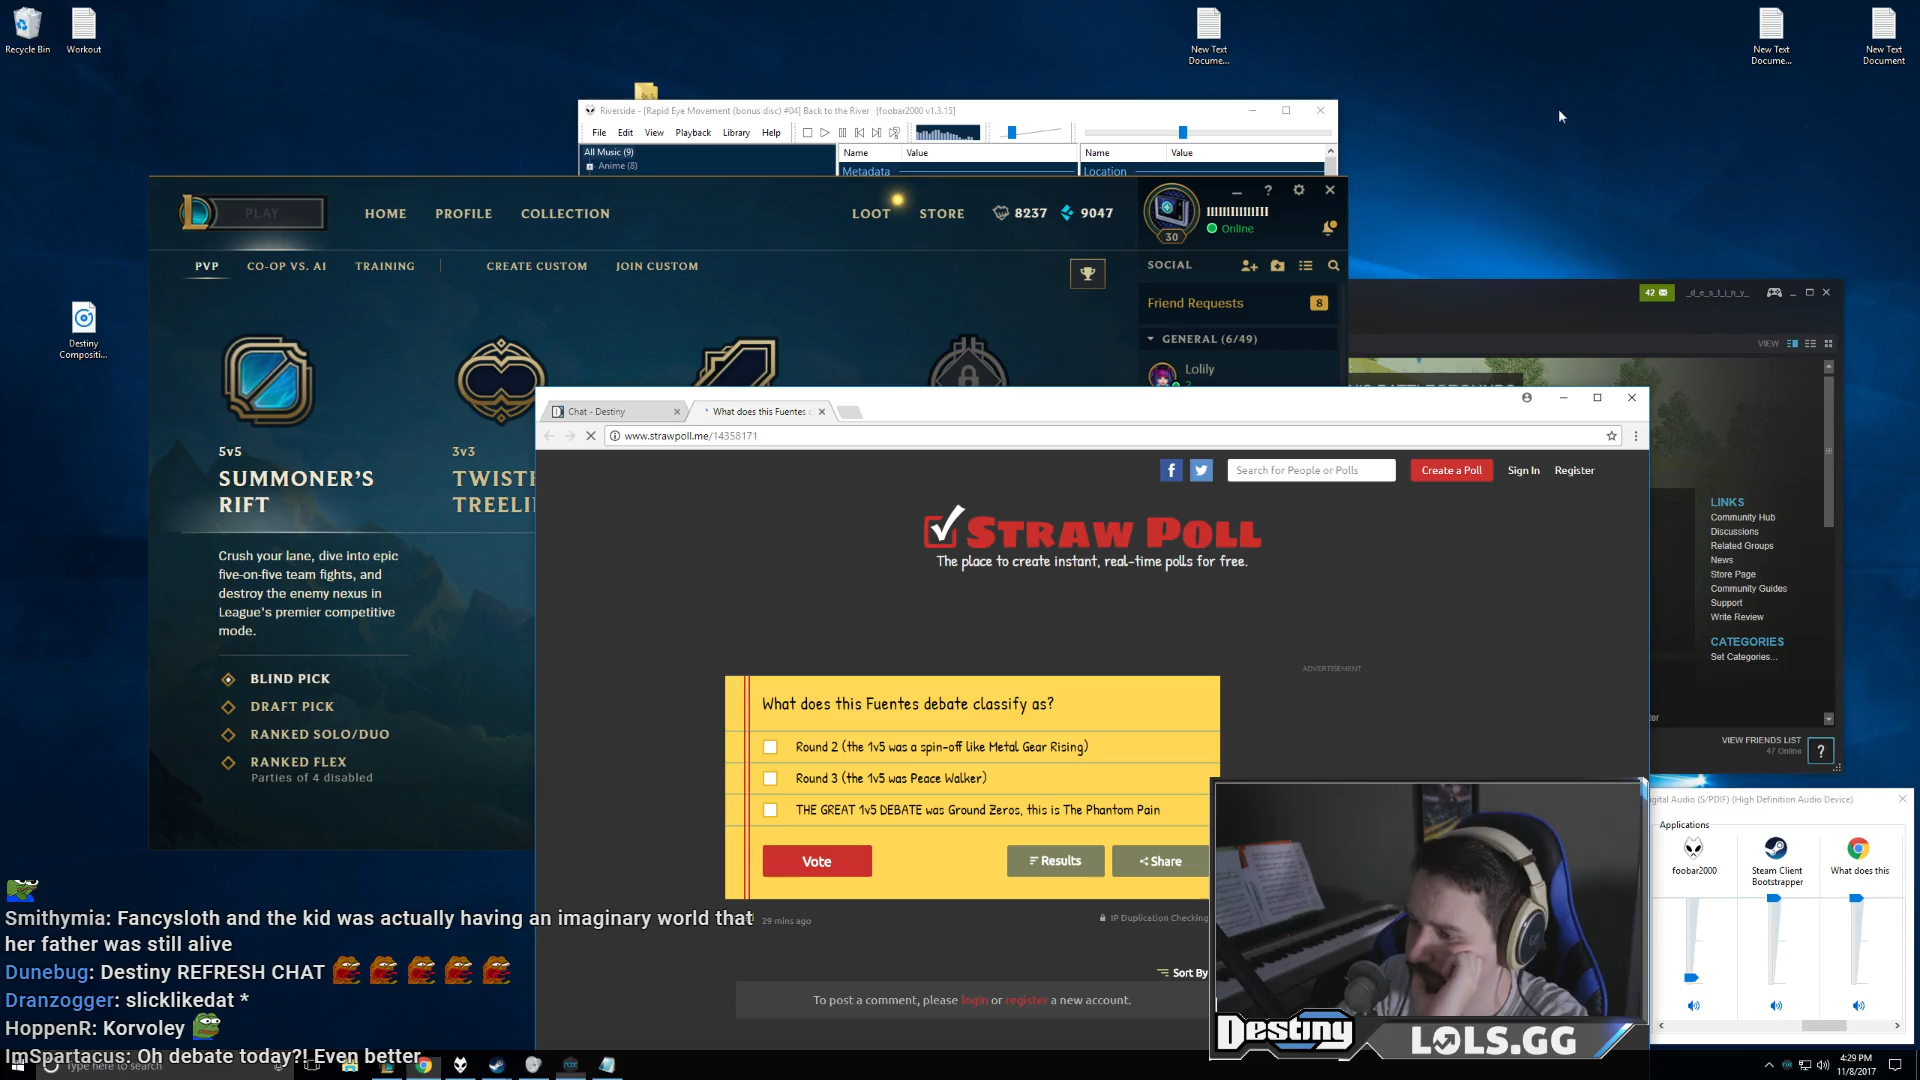 Recycle Bin
Workout
New Text Docume...
New Text Docume...
New Text Document
Riverside - [Rapid Eye Movement (bonus disc) #04] Back to the River [foobar2000 v1.3.15]
File Edit View Playback Library Help
All Music (9)
Anime (8)
Name Value
Metadata
Name Value
Location
PLAY
HOME PROFILE COLLECTION
LOOT STORE 8237 9047
IIIIIIIIIIIIIIII
Online
30
PVP CO-OP VS. AI TRAINING CREATE CUSTOM JOIN CUSTOM
SOCIAL
Friend Requests 8
GENERAL (6/49)
Lolily
42 _d_e_s_t_i_n_y_
VIEW
Destiny Compositi...
5v5
SUMMONER'S
RIFT
3v3
TWIST
TREELI
Crush your lane, dive into epic
five-on-five team fights, and
destroy the enemy nexus in
League's premier competitive
mode.
BLIND PICK
DRAFT PICK
RANKED SOLO/DUO
RANKED FLEX
Parties of 4 disabled
Chat - Destiny
What does this Fuentes
www.strawpoll.me/14358171
Search for People or Polls
Create a Poll Sign In Register
STRAW POLL
The place to create instant, real-time polls for free.
ADVERTISEMENT
What does this Fuentes debate classify as?
Round 2 (the 1v5 was a spin-off like Metal Gear Rising)
Round 3 (the 1v5 was Peace Walker)
THE GREAT 1v5 DEBATE was Ground Zeros, this is The Phantom Pain
Vote Results Share
29 mins ago
IP Duplication Checking
Sort By
To post a comment, please login or register a new account.
LINKS
Community Hub
Discussions
Related Groups
News
Store Page
Community Guides
Support
Write Review
CATEGORIES
Set Categories...
VIEW FRIENDS LIST
47 Online
?
gital Audio (S/PDIF) (High Definition Audio Device)
Applications
foobar2000
Steam Client Bootstrapper
What does this
Smithymia: Fancysloth and the kid was actually having an imaginary world that
her father was still alive
Dunebug: Destiny REFRESH CHAT
Dranzogger: slicklikedat *
HoppenR: Korvoley
ImSpartacus: Oh debate today?! Even better
Type here to search
Destiny
LOLS.GG
4:29 PM
11/8/2017